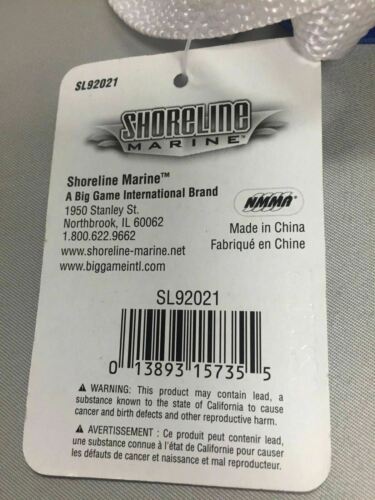 SL92021
SHORELINE
MARINE™
Shoreline Marine™
A Big Game International Brand
1950 Stanley St.
Northbrook, IL 60062
1.800.622.9662
www.shoreline-marine.net
www.biggameintl.com
NMMA®
Made in China
Fabriqué en Chine
SL92021
0 13893 15735 5
⚠ WARNING: This product may contain lead, a
substance known to the state of California to cause
cancer and birth defects and other reproductive harm.
⚠ AVERTISSEMENT : Ce produit peut contenir lead,
une substance connue à l'état de Californie pour causer
les défauts de cancer et naissance et mal reproducteur.